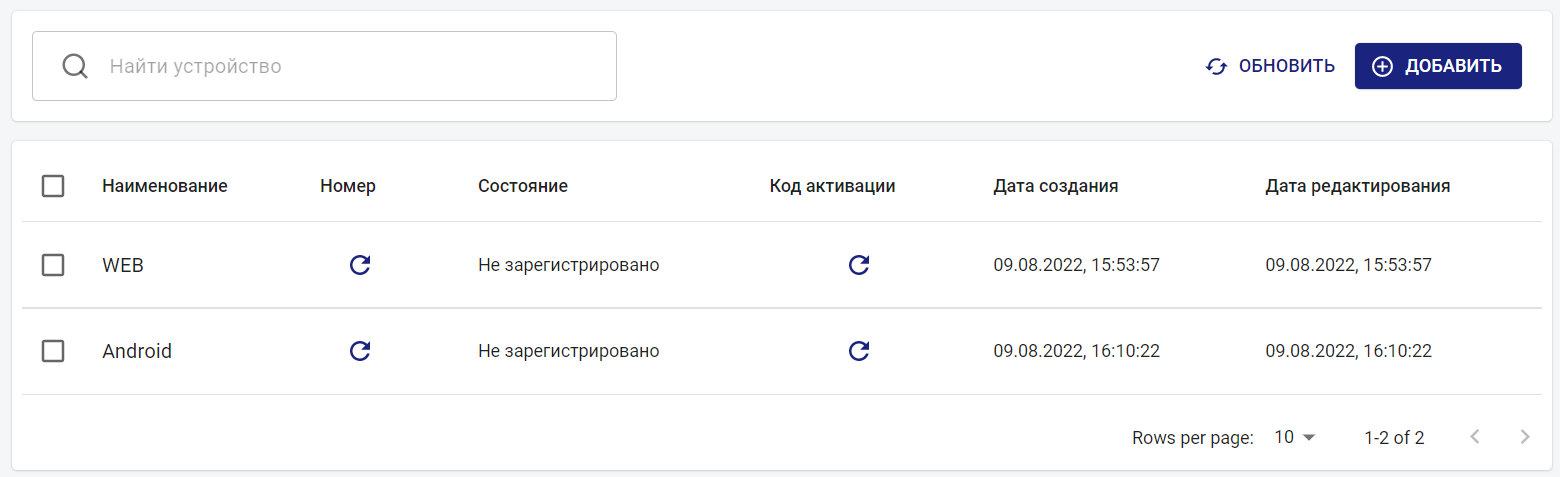 Найти устройство ОБНОВИТЬ ДОБАВИТЬ
Наименование Номер Состояние Код активации Дата создания Дата редактирования
WEB Не зарегистрировано 09.08.2022, 15:53:57 09.08.2022, 15:53:57
Android Не зарегистрировано 09.08.2022, 16:10:22 09.08.2022, 16:10:22
Rows per page: 10 1-2 of 2